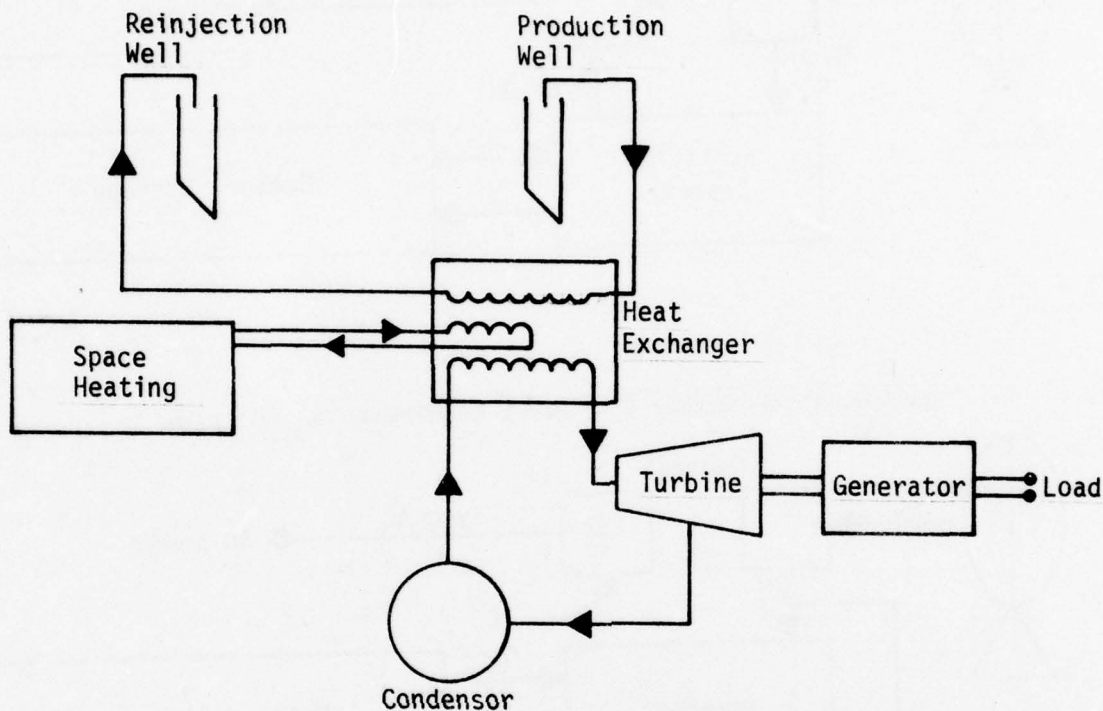 Reinjection
Well
Production
Well
Heat
Exchanger
Space
Heating
Turbine
Generator
Load
Condensor